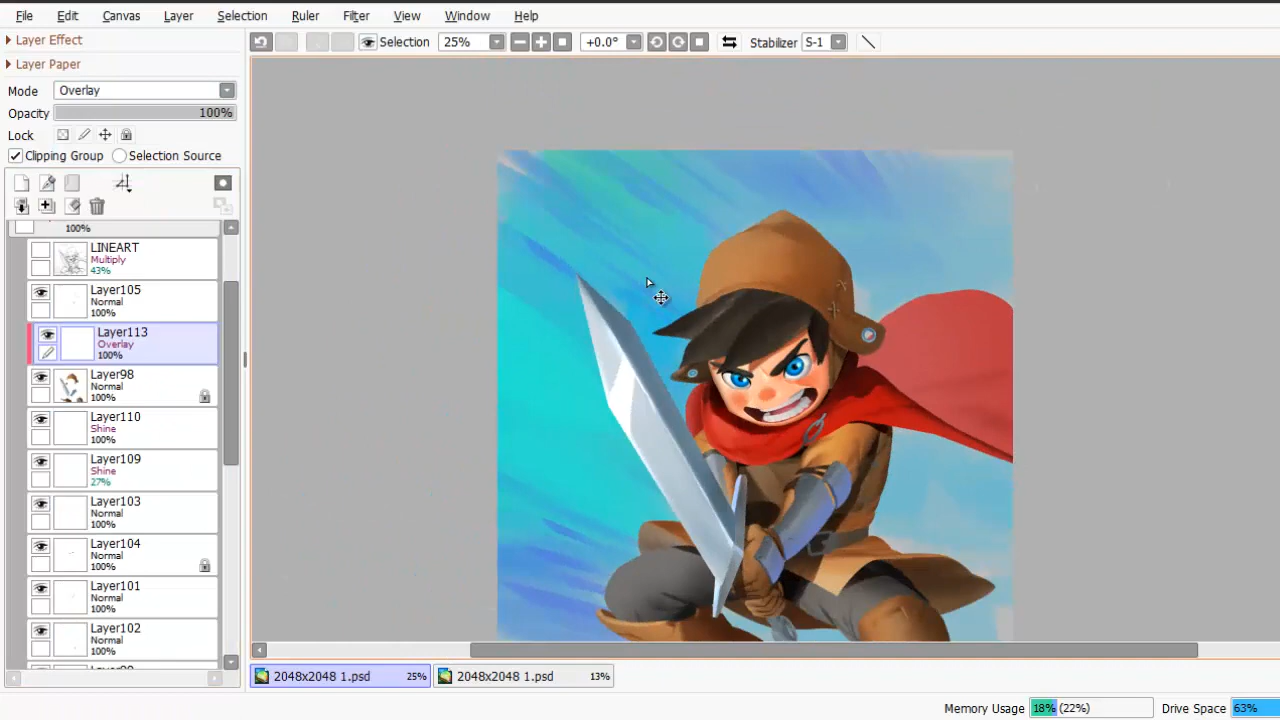 File Edit Canvas Layer Selection Ruler Filter View Window Help
Layer Effect
Selection 25% +0.0° Stabilizer S-1
Layer Paper
Mode Overlay
Opacity 100%
Lock
Clipping Group Selection Source
100%
LINEART
Multiply
43%
Layer105
Normal
100%
Layer113
Overlay
100%
Layer98
Normal
100%
Layer110
Shine
100%
Layer109
Shine
27%
Layer103
Normal
100%
Layer104
Normal
100%
Layer101
Normal
100%
Layer102
Normal
100%
2048x2048 1.psd 25% 2048x2048 1.psd 13%
Memory Usage 18% (22%) Drive Space 63%